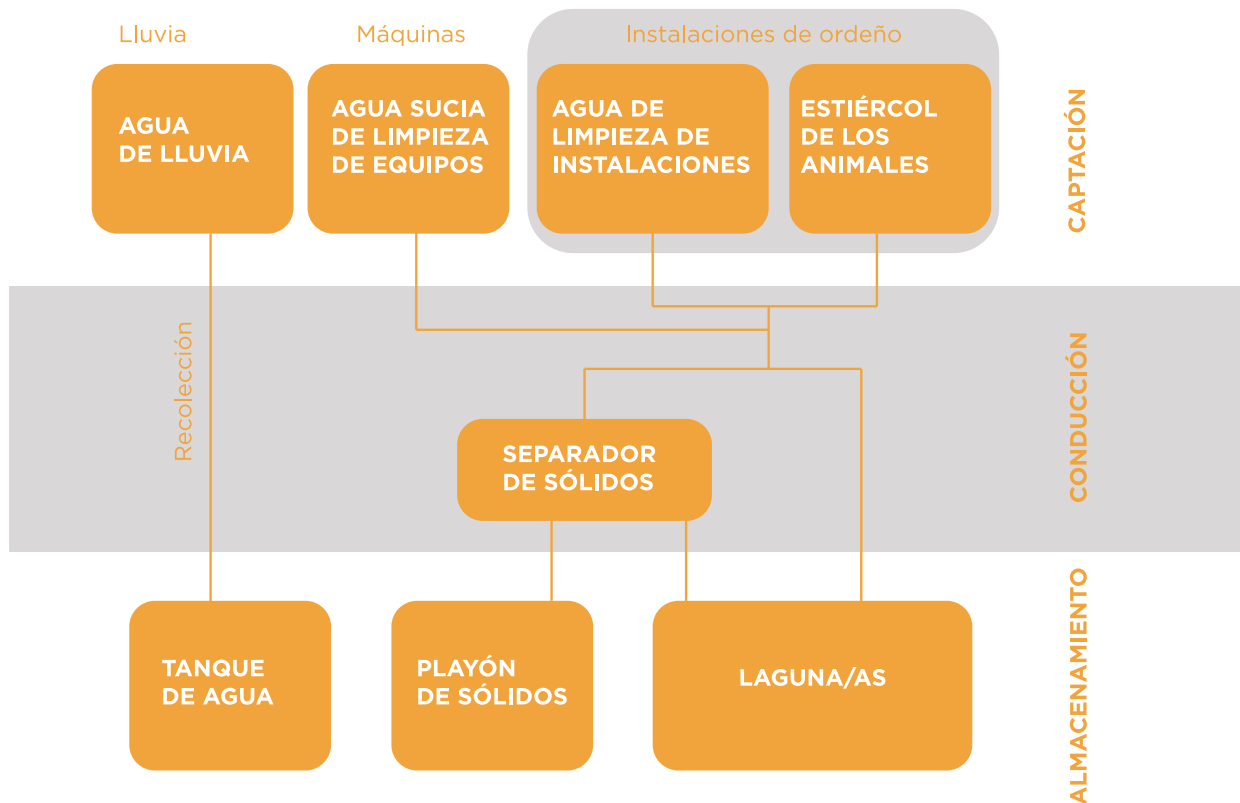 Lluvia
Máquinas
Instalaciones de ordeño
AGUA
DE LLUVIA
AGUA SUCIA
DE LIMPIEZA
DE EQUIPOS
AGUA DE
LIMPIEZA DE
INSTALACIONES
ESTIÉRCOL
DE LOS
ANIMALES
CAPTACIÓN
Recolección
SEPARADOR
DE SÓLIDOS
CONDUCCIÓN
TANQUE
DE AGUA
PLAYÓN
DE SÓLIDOS
LAGUNA/AS
ALMACENAMIENTO